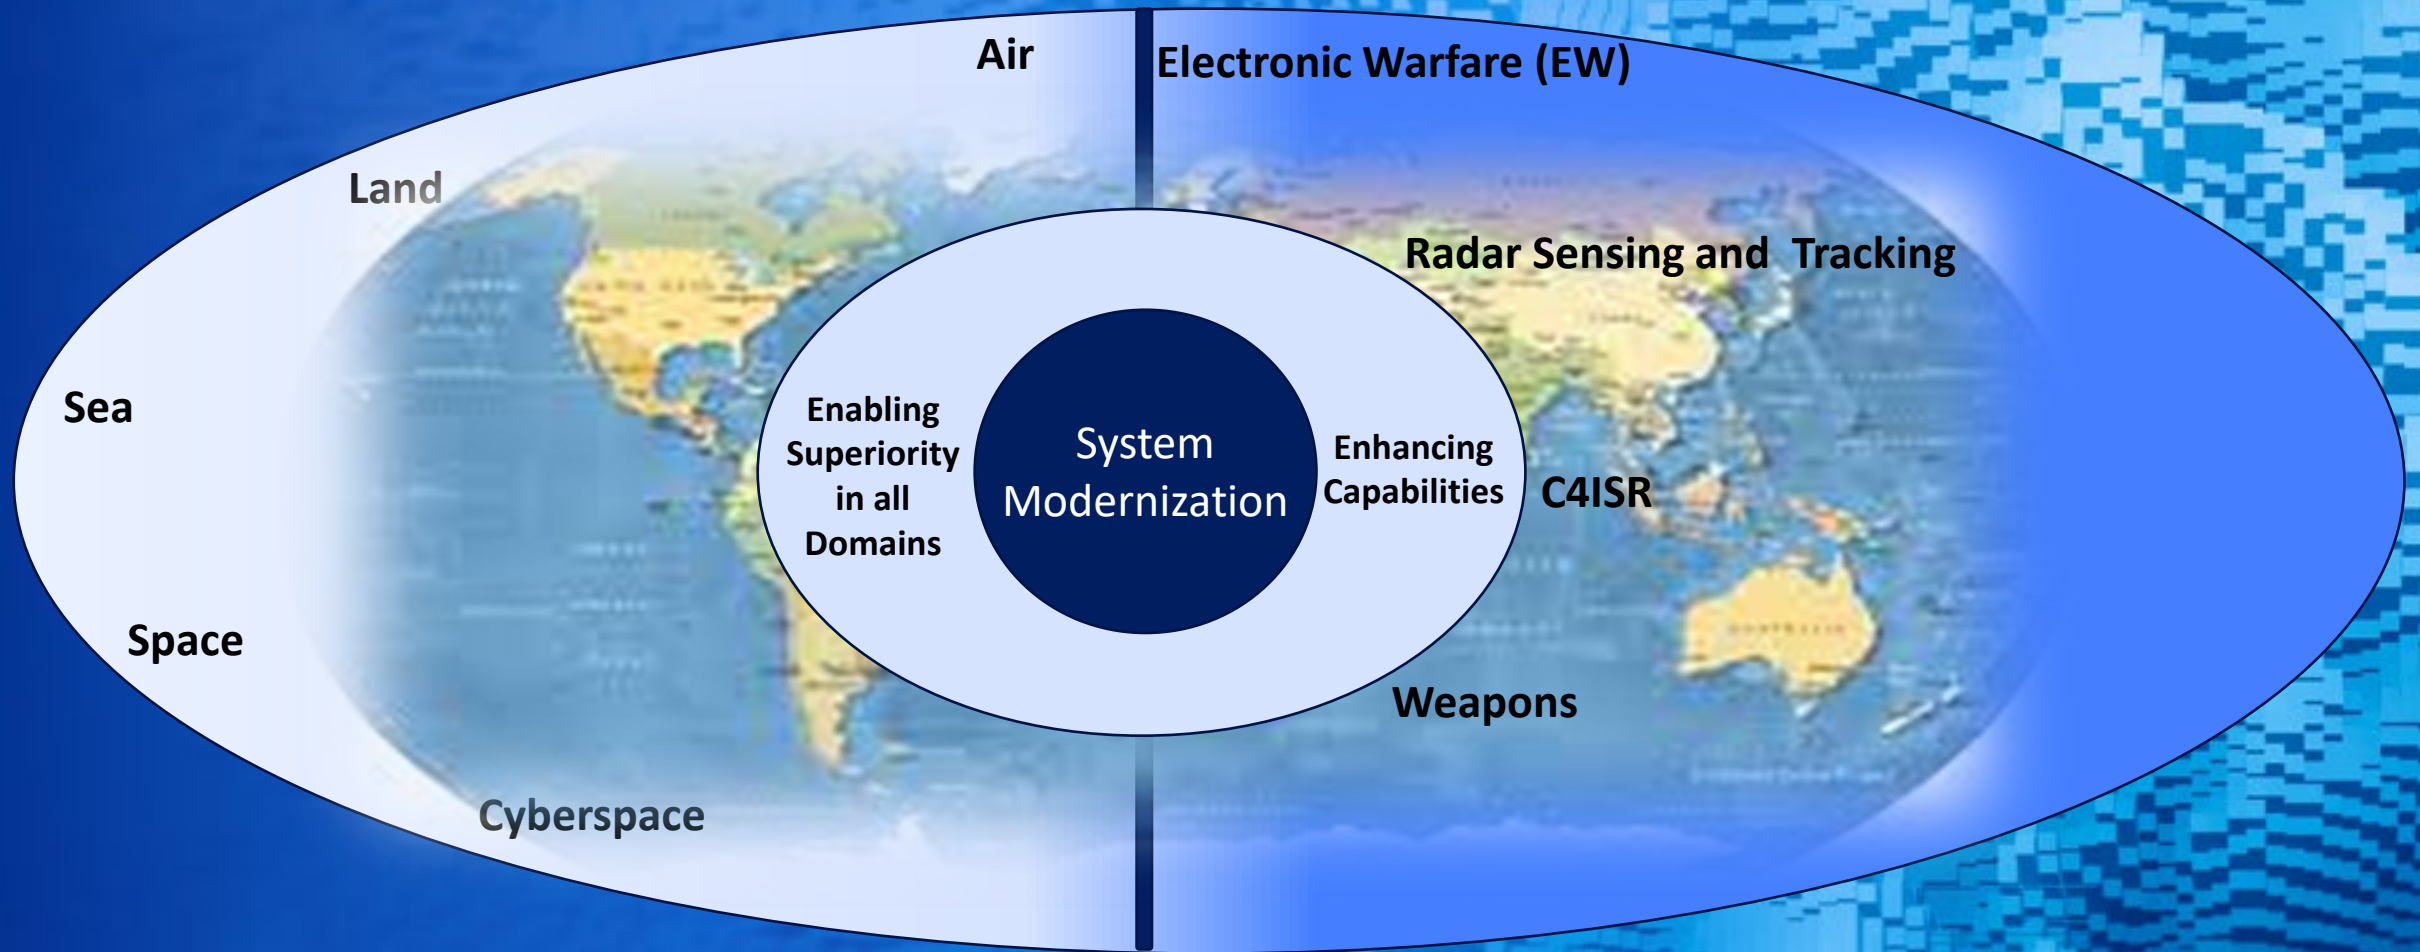 Air
Electronic Warfare (EW)
Land
Radar Sensing and  Tracking
Sea
Enabling
Superiority
in all
Domains
System
Modernization
Enhancing
Capabilities
C4ISR
Space
Weapons
Cyberspace
AUSTRALIA